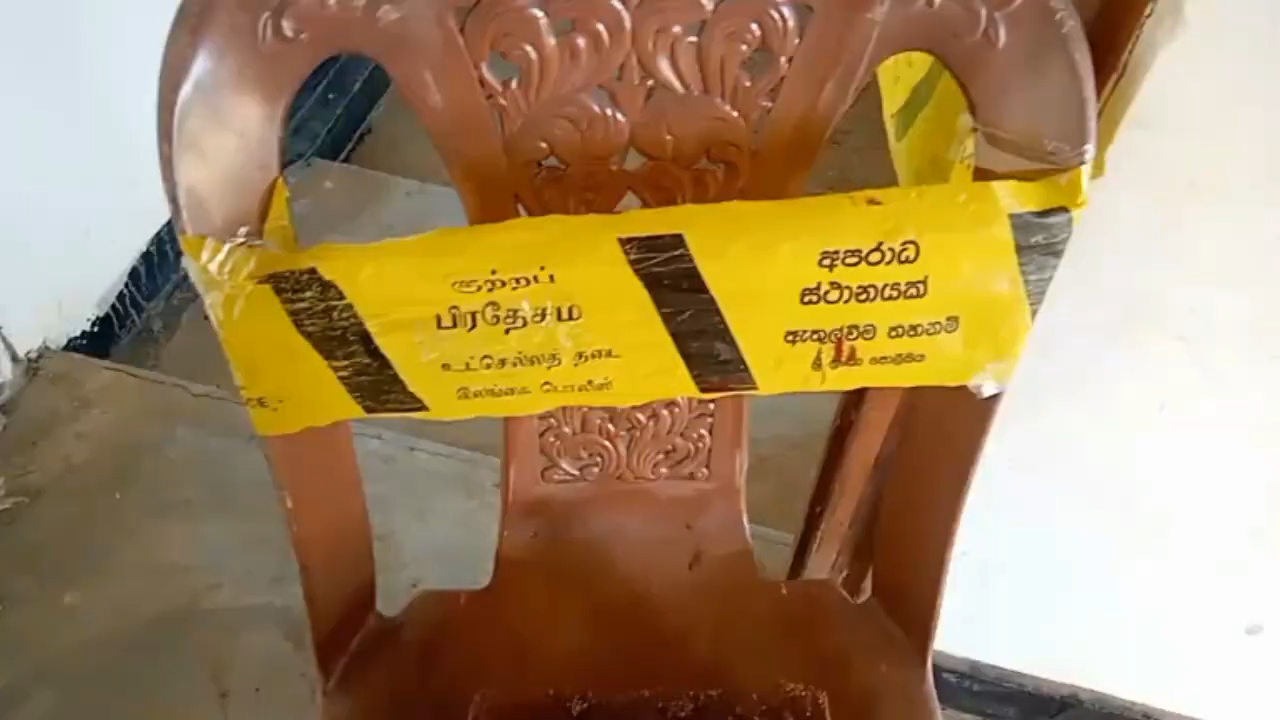 குற்றப்
பிரதேசம்
உட்செல்லத் தடை
இலங்கை பொலிஸ்
අපරාධ
ස්ථානයක්
ඇතුල්වීම තහනම්
ශ්‍රී ලංකා පොලීසිය